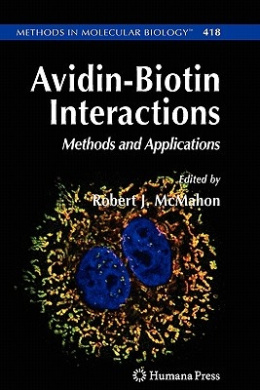 METHODS IN MOLECULAR BIOLOGY™ 418
Avidin-Biotin
Interactions
Methods and Applications
Edited by
Robert J. McMahon
Humana Press